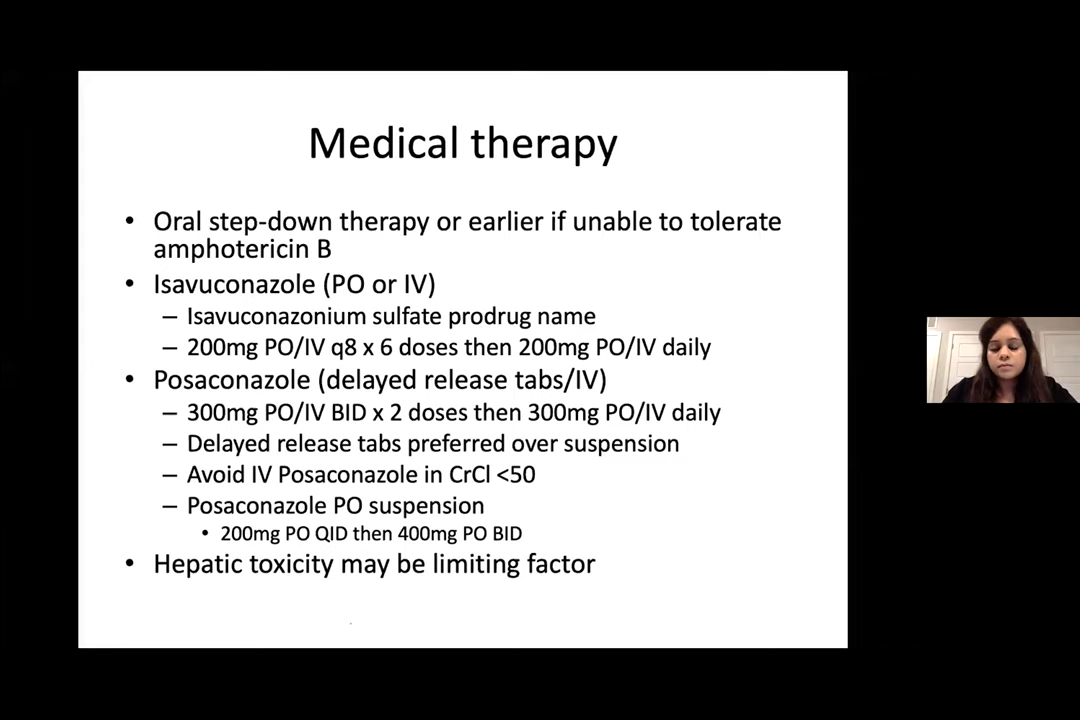 Medical therapy
• Oral step-down therapy or earlier if unable to tolerate
amphotericin B
• Isavuconazole (PO or IV)
– Isavuconazonium sulfate prodrug name
– 200mg PO/IV q8 x 6 doses then 200mg PO/IV daily
• Posaconazole (delayed release tabs/IV)
– 300mg PO/IV BID x 2 doses then 300mg PO/IV daily
– Delayed release tabs preferred over suspension
– Avoid IV Posaconazole in CrCl <50
– Posaconazole PO suspension
• 200mg PO QID then 400mg PO BID
• Hepatic toxicity may be limiting factor